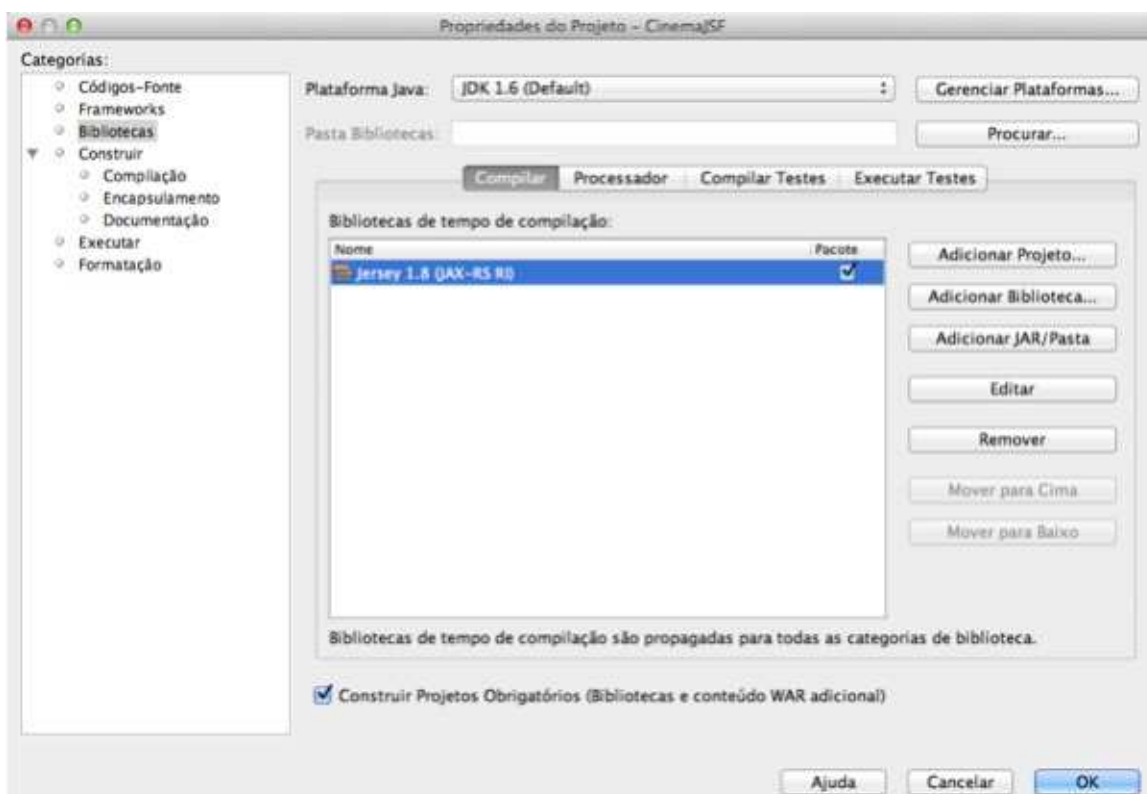 Propriedades do Projeto - CinemaJSF
Categorias:
Códigos-Fonte
Frameworks
Bibliotecas
Construir
Compilação
Encapsulamento
Documentação
Executar
Formatação
Plataforma Java: JDK 1.6 (Default) Gerenciar Plataformas...
Pasta Bibliotecas: Procurar...
Compilar Processador Compilar Testes Executar Testes
Bibliotecas de tempo de compilação:
Nome Pacote
Jersey 1.8 (JAX-RS RI)
Adicionar Projeto...
Adicionar Biblioteca...
Adicionar JAR/Pasta
Editar
Remover
Mover para Cima
Mover para Baixo
Bibliotecas de tempo de compilação são propagadas para todas as categorias de biblioteca.
Construir Projetos Obrigatórios (Bibliotecas e conteúdo WAR adicional)
Ajuda Cancelar OK